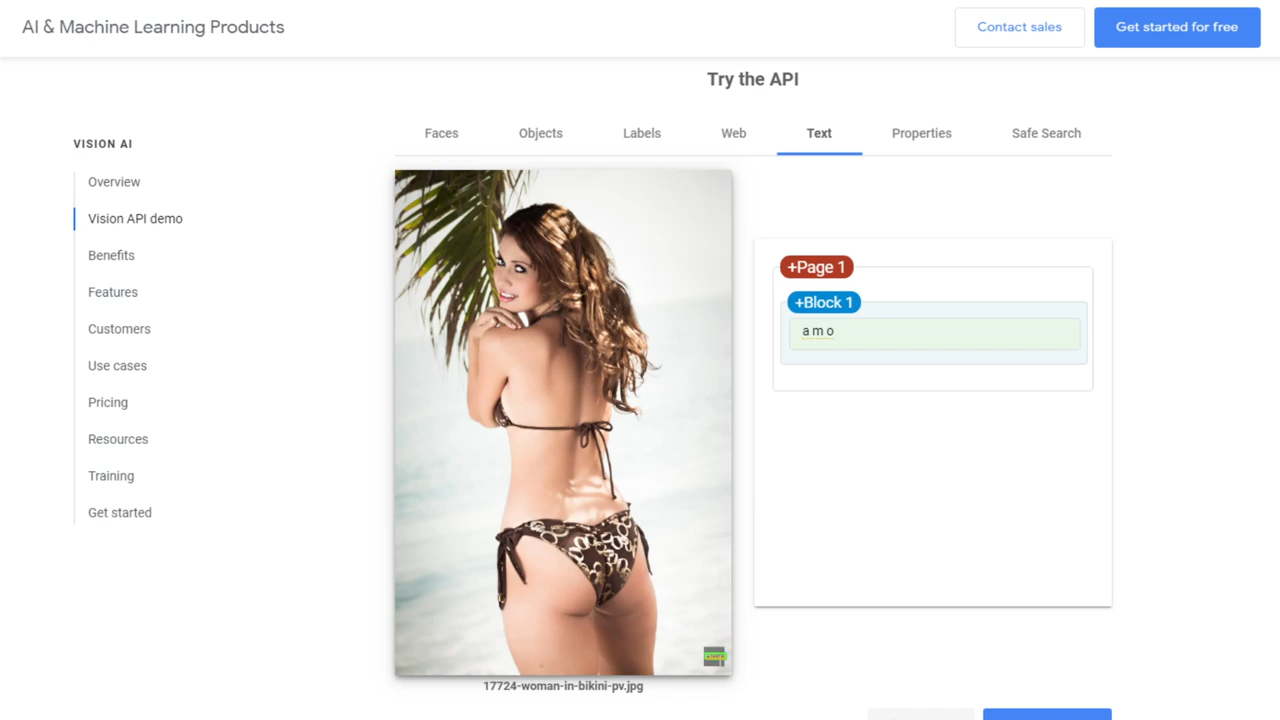 AI & Machine Learning Products
Contact sales
Get started for free
Try the API
Faces Objects Labels Web Text Properties Safe Search
VISION AI
Overview
Vision API demo
Benefits
Features
Customers
Use cases
Pricing
Resources
Training
Get started
+Page 1
+Block 1
a m o
17724-woman-in-bikini-pv.jpg